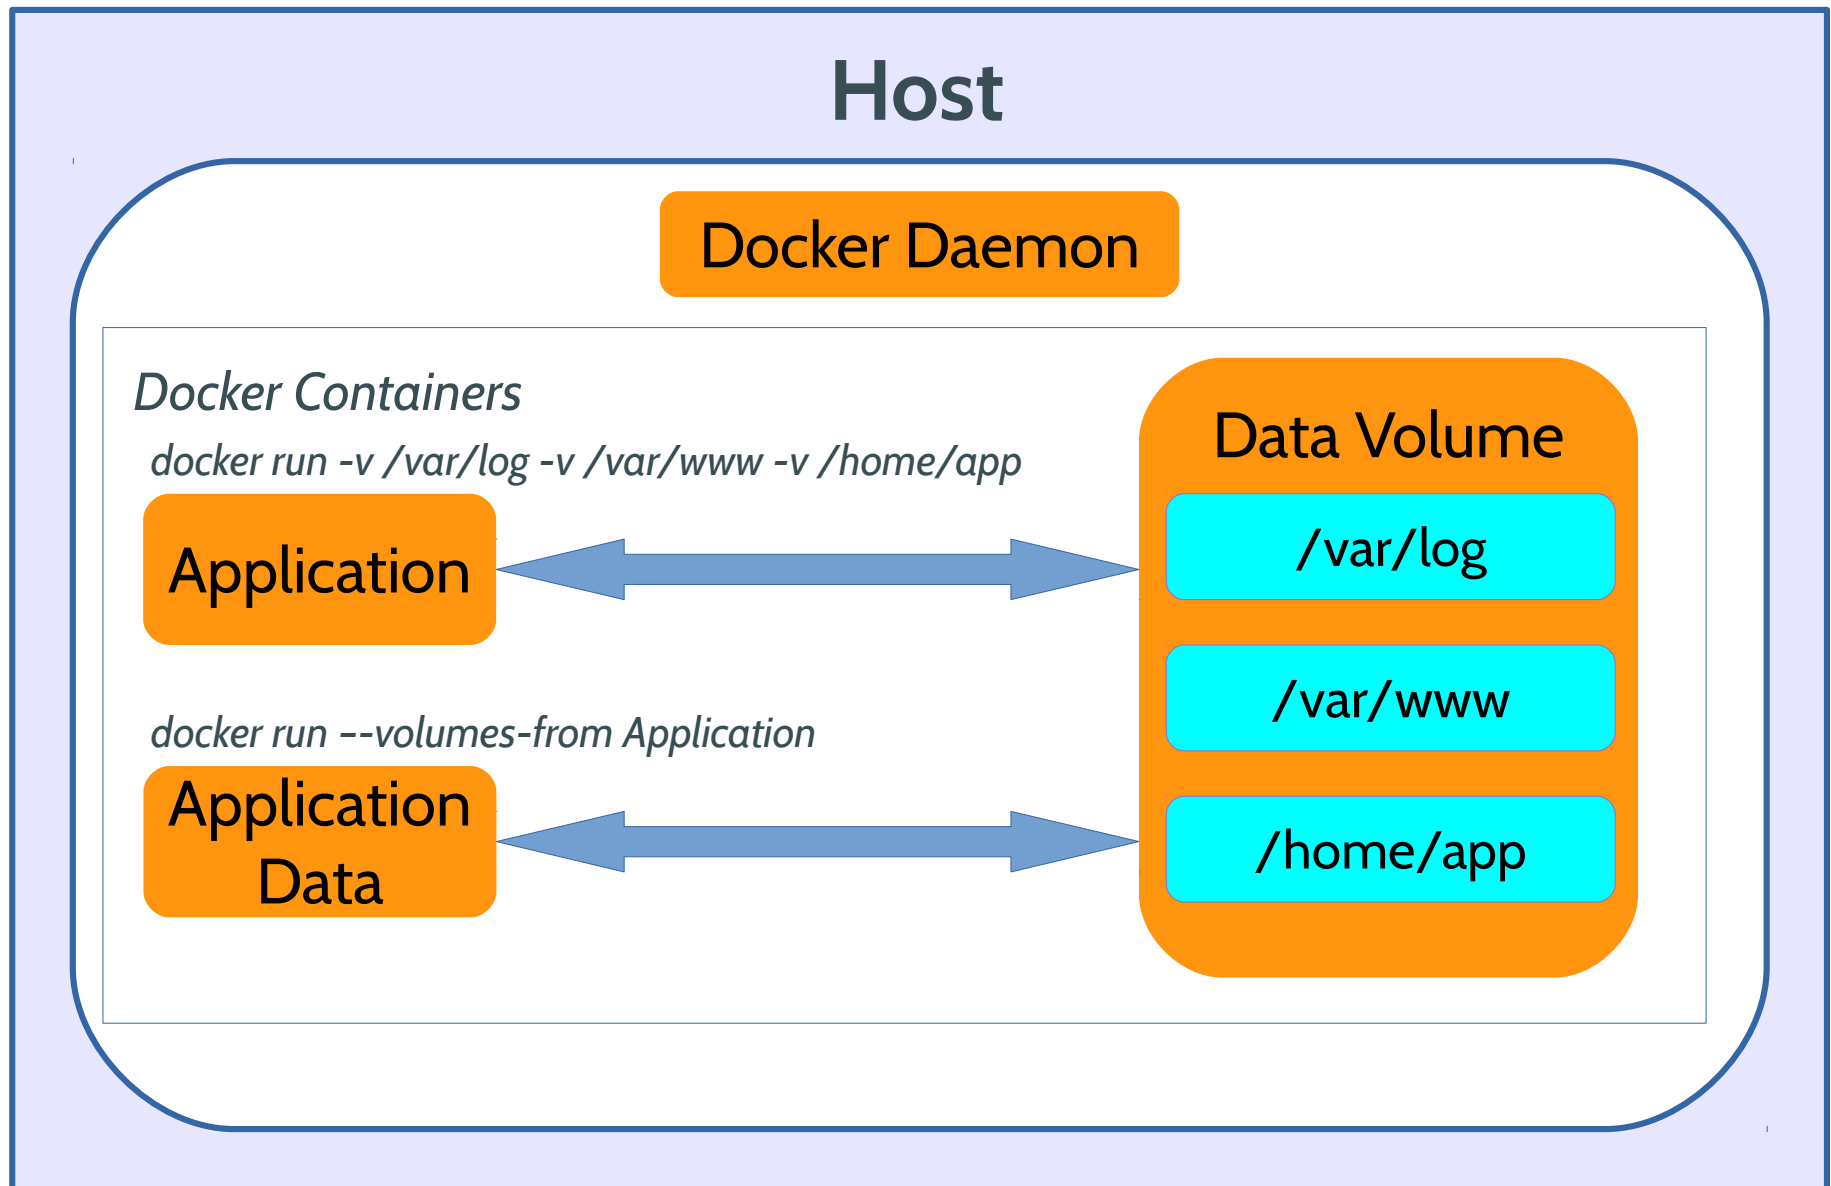 Host
Docker Daemon
Docker Containers
docker run -v /var/log -v /var/www -v /home/app
Data Volume
Application
/var/log
/var/www
docker run --volumes-from Application
Application
Data
/home/app